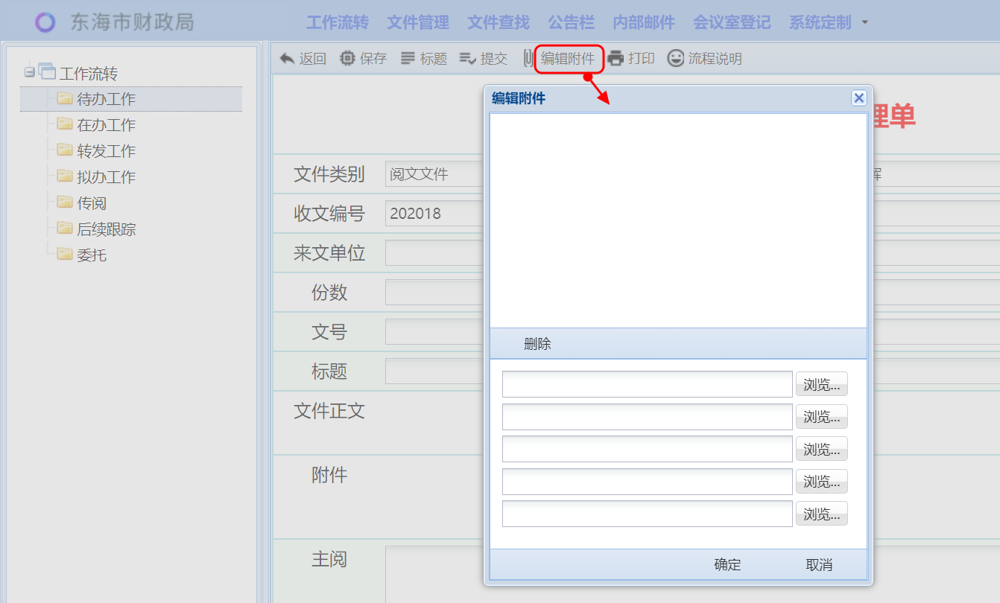 东海市财政局 工作流转 文件管理 文件查找 公告栏 内部邮件 会议室登记 系统定制
返回 保存 标题 提交 编辑附件 打印 流程说明
工作流转
待办工作
在办工作
转发工作
拟办工作
传阅
后续跟踪
委托
理单
文件类别 阅文文件
收文编号 202018
来文单位
份数
文号
标题
文件正文
附件
主阅
编辑附件
删除
浏览...
浏览...
浏览...
浏览...
浏览...
确定 取消